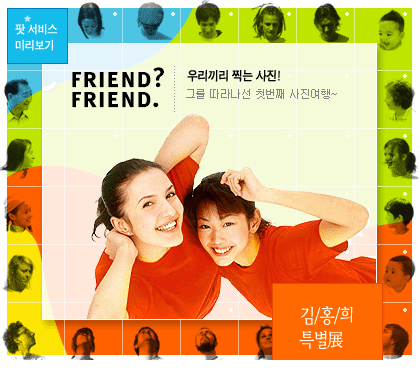 팟 서비스
미리보기
FRIEND?
FRIEND.
우리끼리 찍는 사진!
그를 따라나선 첫번째 사진여행~
김/홍/희
특별展